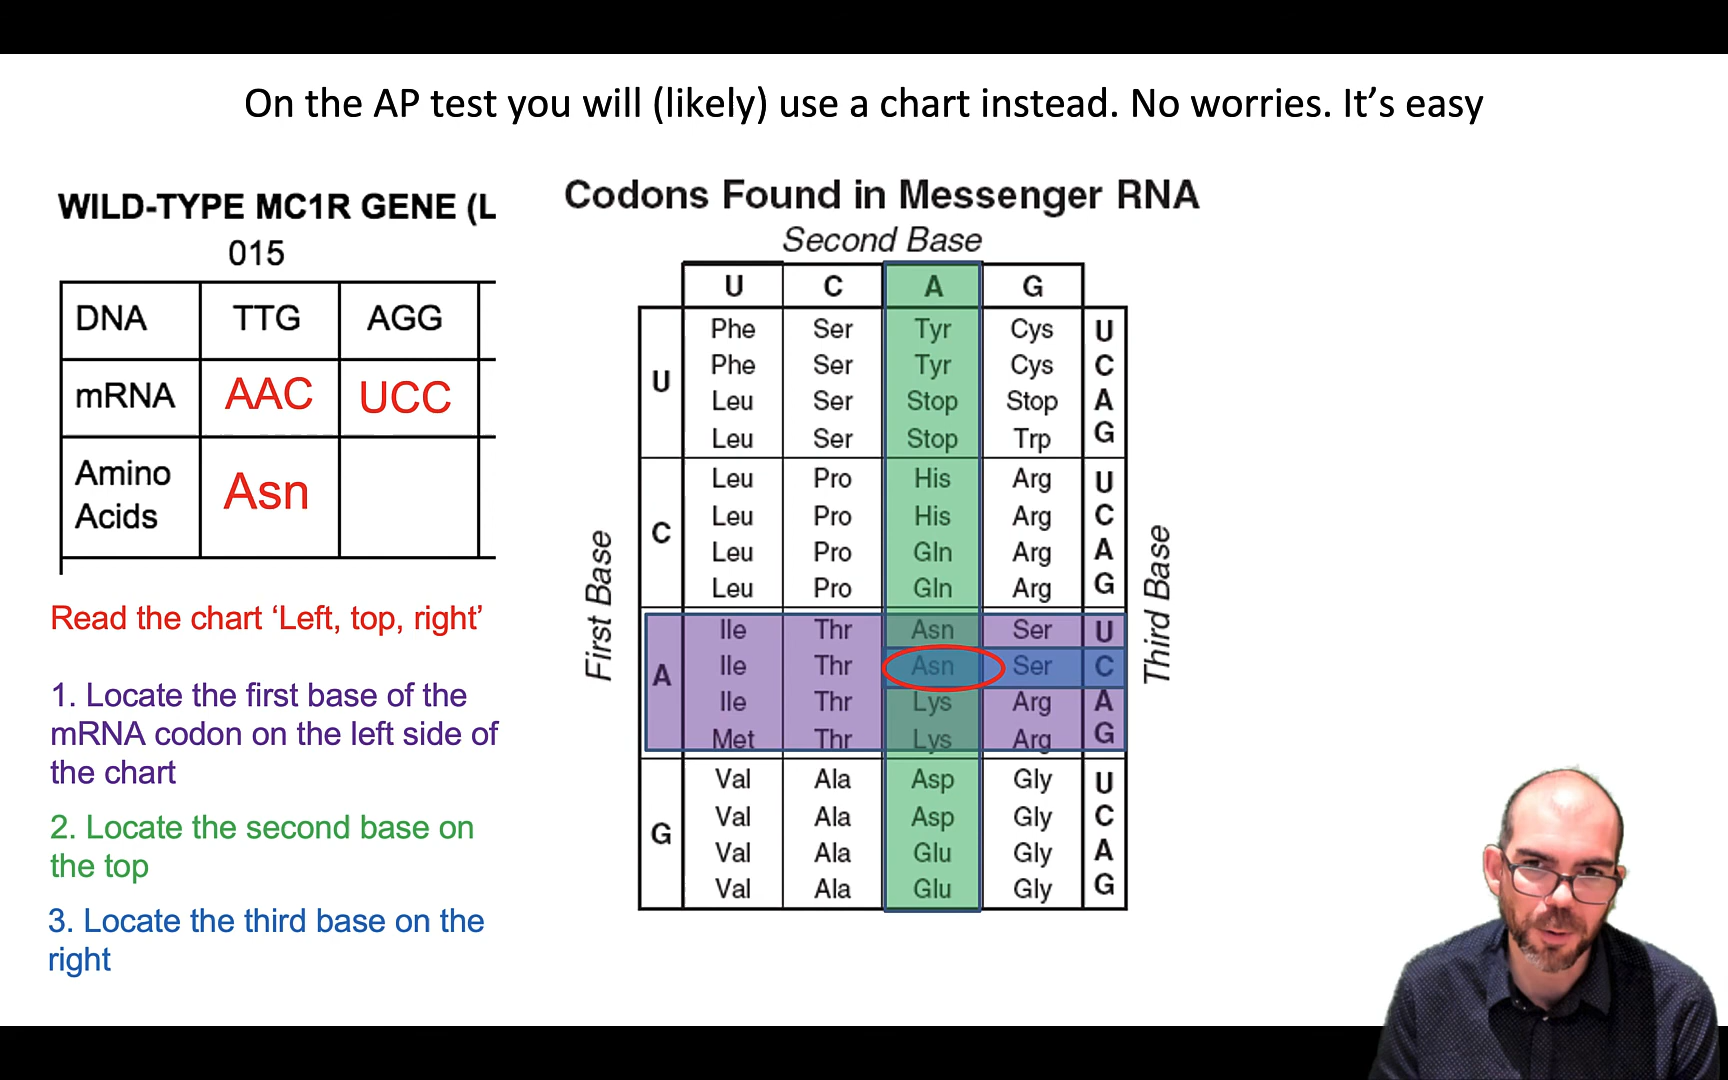 On the AP test you will (likely) use a chart instead. No worries. It’s easy
WILD-TYPE MC1R GENE (L
015
DNA TTG AGG
mRNA AAC UCC
Amino Acids Asn
Read the chart ‘Left, top, right’
1. Locate the first base of the
mRNA codon on the left side of
the chart
2. Locate the second base on
the top
3. Locate the third base on the
right
Codons Found in Messenger RNA
Second Base
U C A G
First Base
Third Base
U
Phe Ser Tyr Cys U
Phe Ser Tyr Cys C
Leu Ser Stop Stop A
Leu Ser Stop Trp G
C
Leu Pro His Arg U
Leu Pro His Arg C
Leu Pro Gln Arg A
Leu Pro Gln Arg G
A
Ile Thr Asn Ser U
Ile Thr Asn Ser C
Ile Thr Lys Arg A
Met Thr Lys Arg G
G
Val Ala Asp Gly U
Val Ala Asp Gly C
Val Ala Glu Gly A
Val Ala Glu Gly G